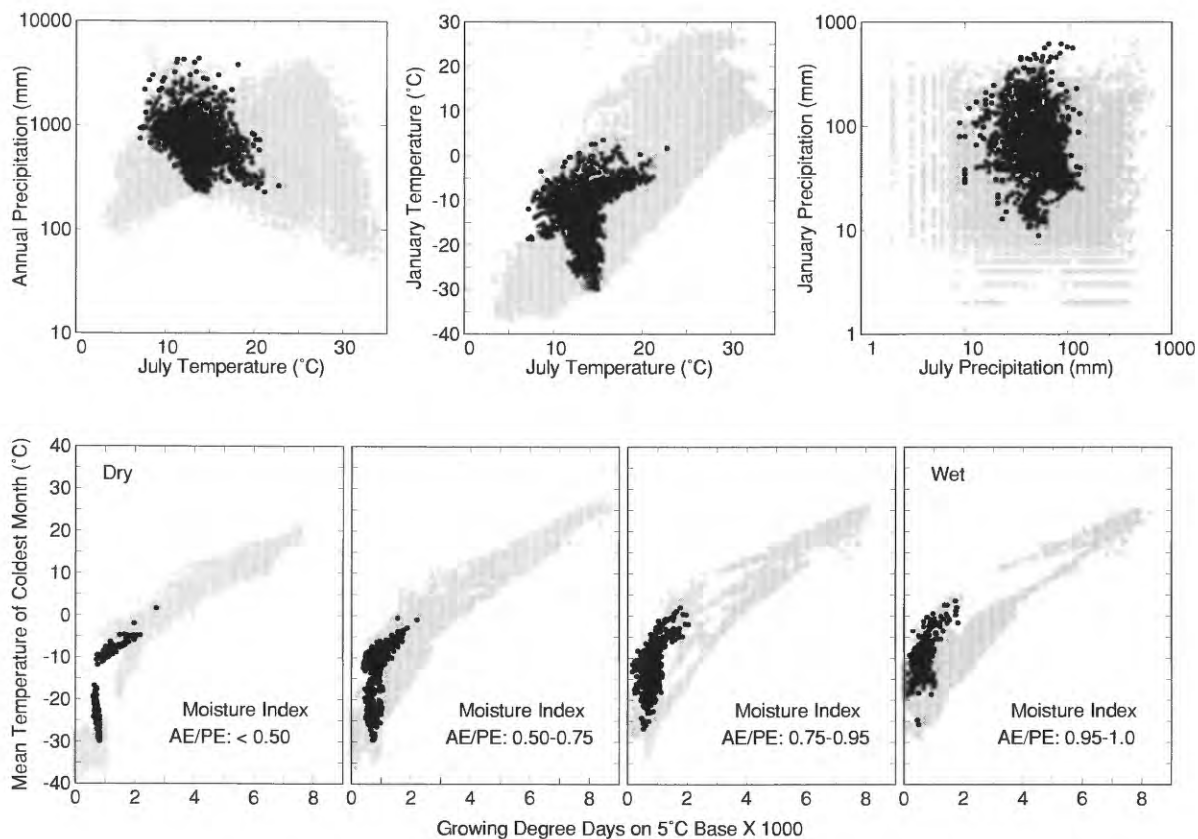 10000
1000
100
10
Annual Precipitation (mm)
0 10 20 30
July Temperature (˚C)
30
20
10
0
-10
-20
-30
-40
January Temperature (˚C)
0 5 10 15 20 25 30 35
July Temperature (˚C)
1000
100
10
1
January Precipitation (mm)
1 10 100 1000
July Precipitation (mm)
40
30
20
10
0
-10
-20
-30
-40
Mean Temperature of Coldest Month (˚C)
Dry
Moisture Index
AE/PE: < 0.50
0 2 4 6 8
Moisture Index
AE/PE: 0.50-0.75
0 2 4 6 8
Moisture Index
AE/PE: 0.75-0.95
0 2 4 6 8
Wet
Moisture Index
AE/PE: 0.95-1.0
0 2 4 6 8
Growing Degree Days on 5˚C Base X 1000